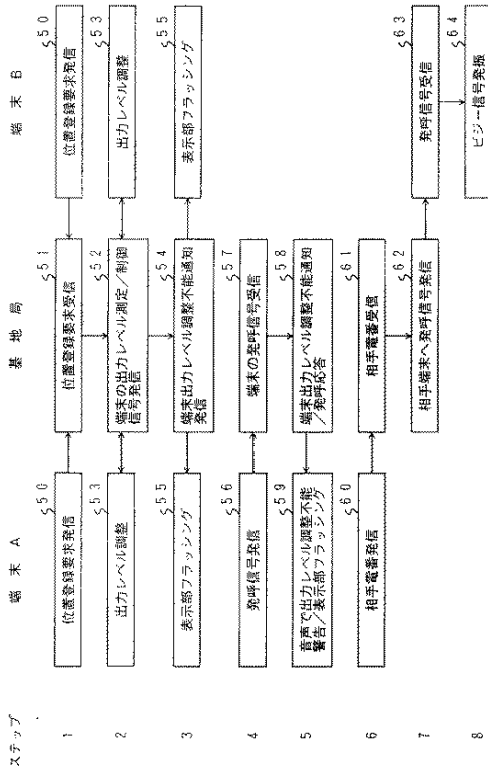 ステップ
端末 A
基地局
端末 B
1
位置登録要求発信
50
位置登録要求受信
51
位置登録要求発信
50
2
出力レベル調整
53
端末の出力レベル測定/制御
信号発信
52
出力レベル調整
53
3
表示部フラッシング
55
端末出力レベル調整不能通知
発信
54
表示部フラッシング
55
4
発呼信号発信
56
端末の発呼信号受信
57
5
音声で出力レベル調整不能
警告/表示部フラッシング
59
端末出力レベル調整不能通知
/発呼応答
58
6
相手電番発信
60
相手電番受信
61
7
相手端末へ発呼信号発信
62
発呼信号受信
63
8
ビジー信号発振
64